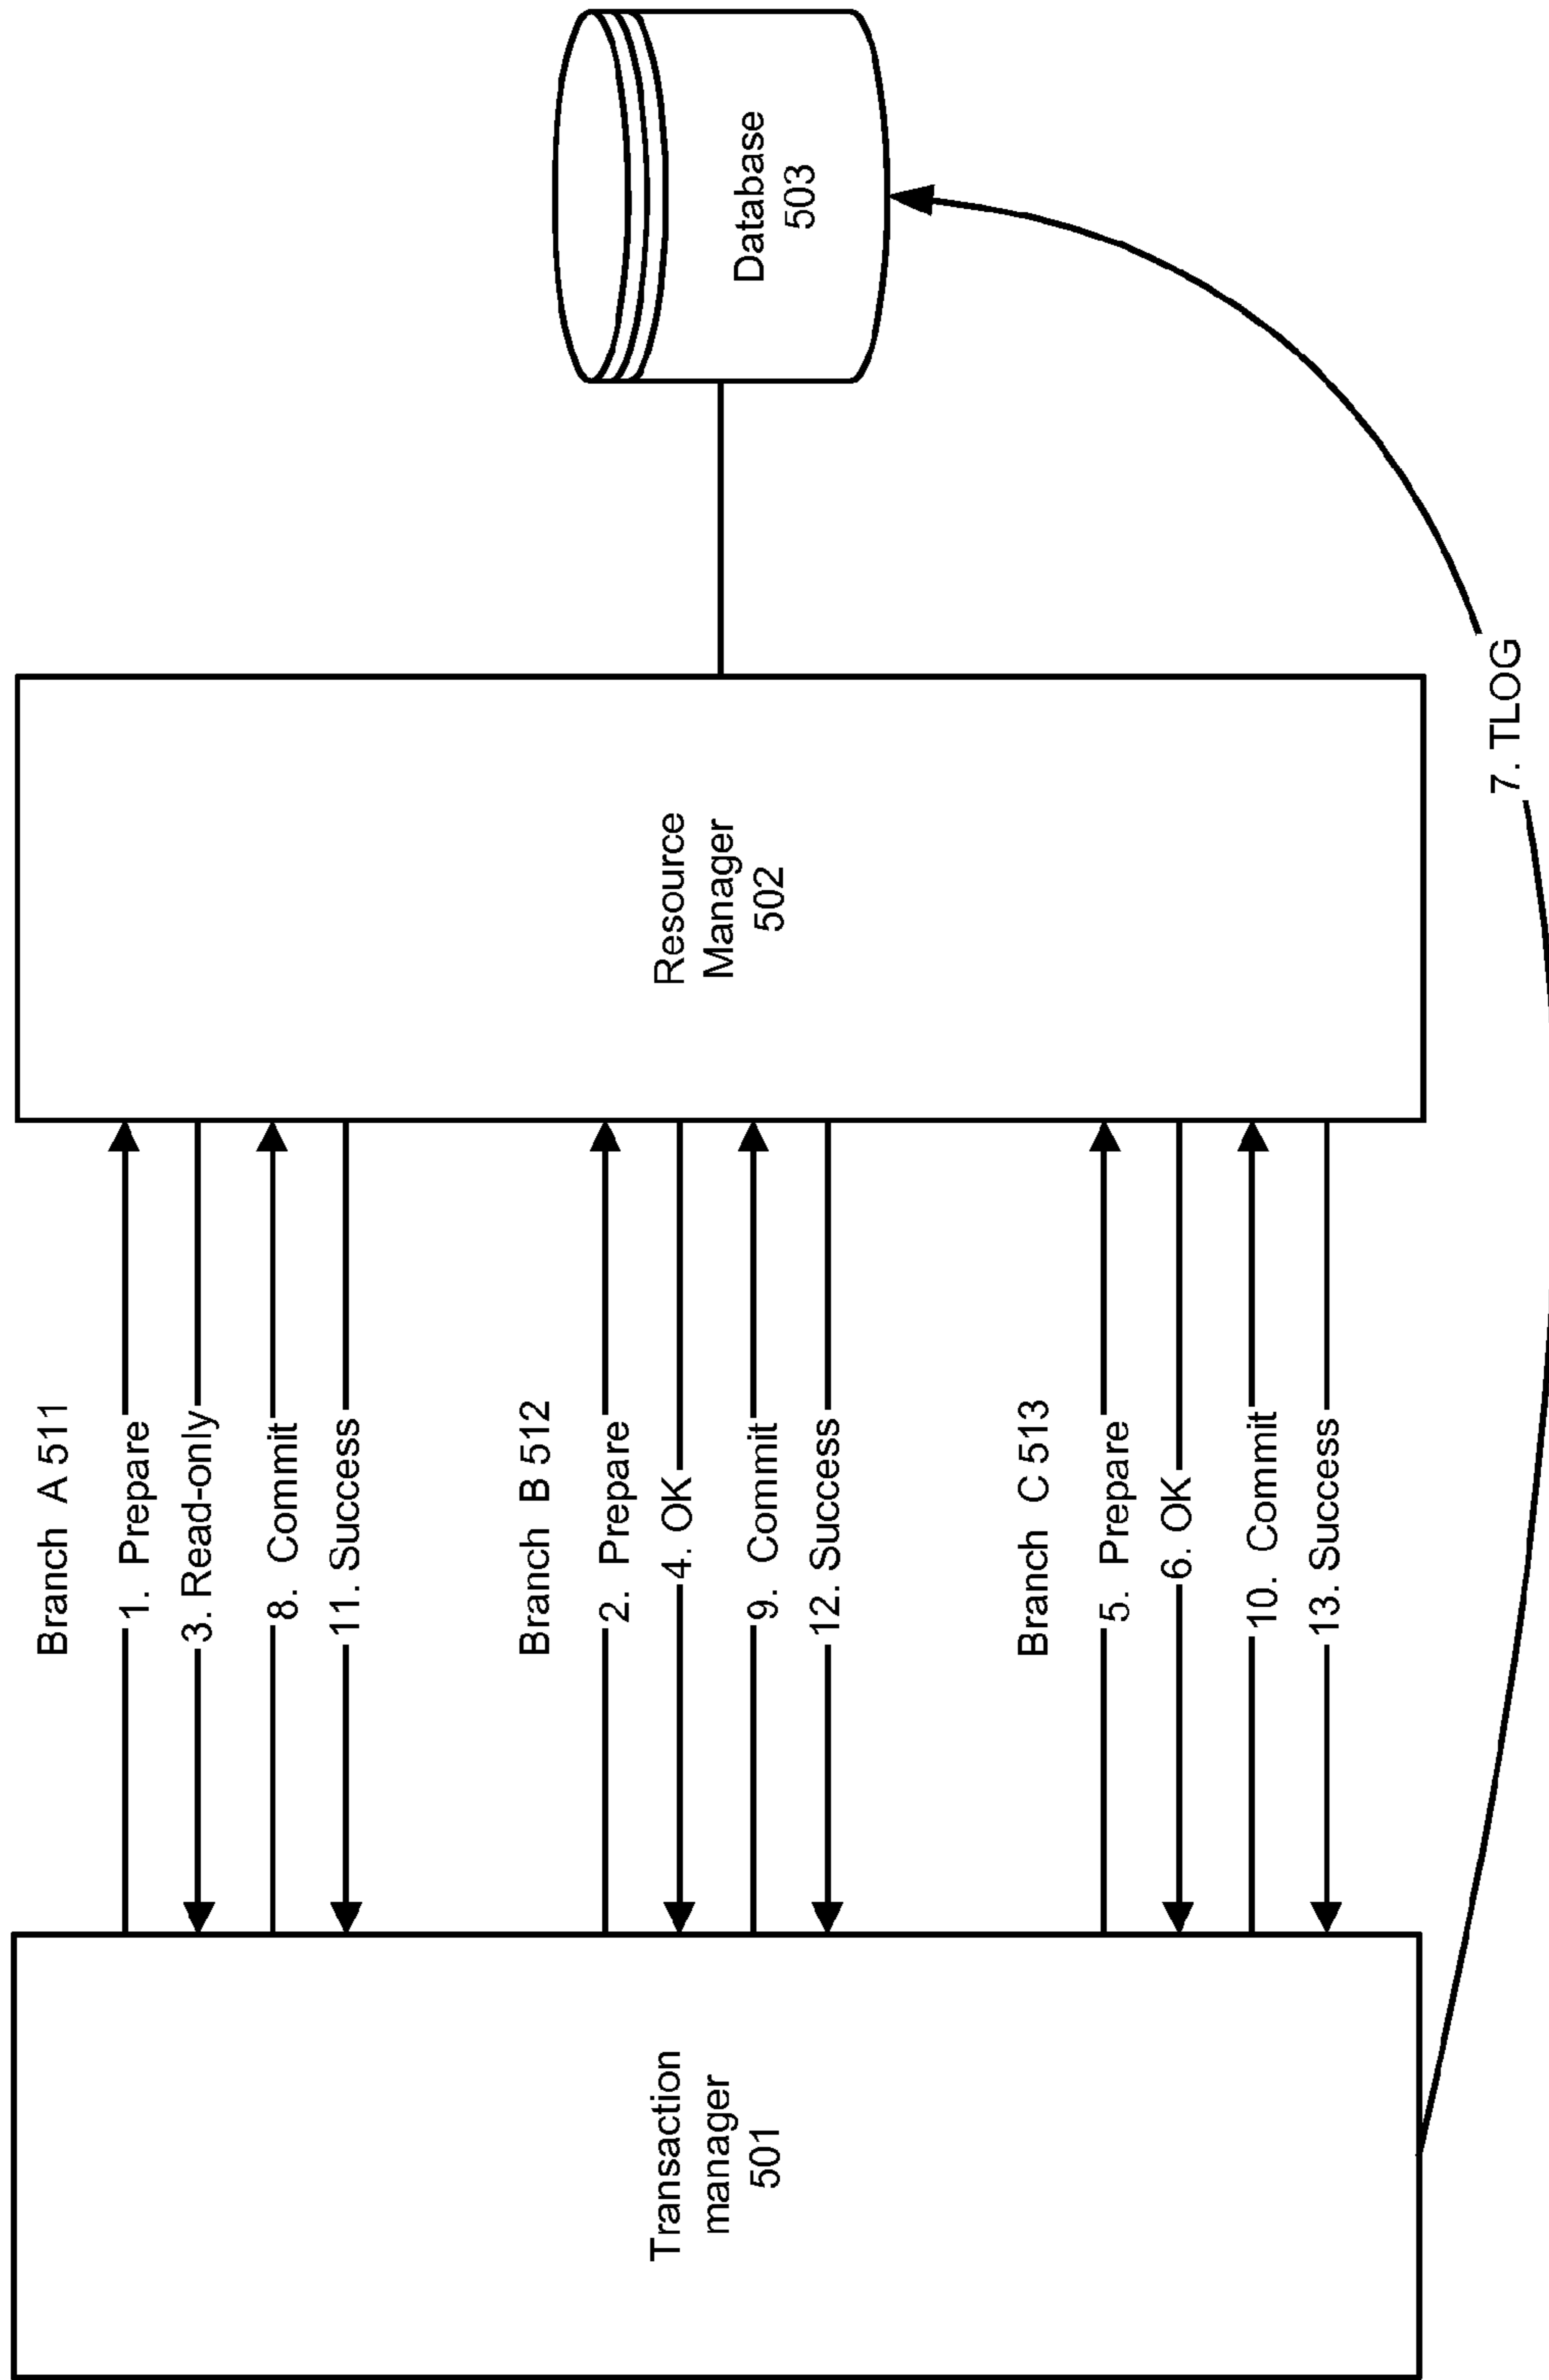 Branch A 511
1. Prepare
3. Read-only
8. Commit
11. Success
Branch B 512
2. Prepare
4. OK
9. Commit
12. Success
Branch C 513
5. Prepare
6. OK
10. Commit
13. Success
Transaction
manager
501
Resource
Manager
502
Database
503
7. TLOG